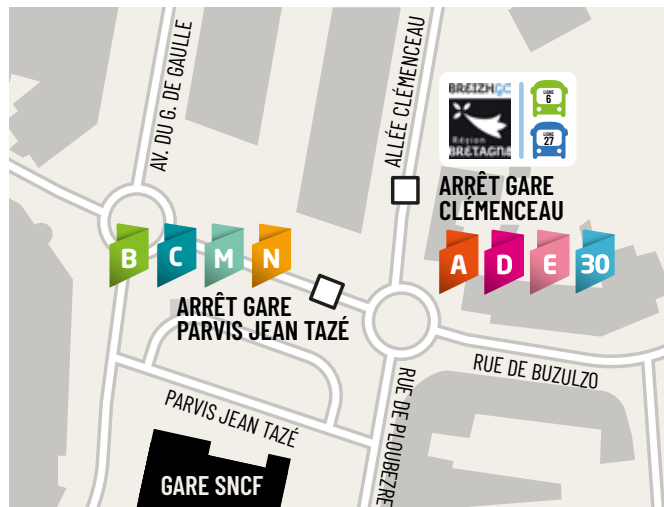 AV. DU G. DE GAULLE
ALLÉE CLÉMENCEAU
BREIZHGO
Région
BRETAGNE
LIGNE
6
LIGNE
27
ARRÊT GARE
CLÉMENCEAU
A D E 30
B C M N
ARRÊT GARE
PARVIS JEAN TAZÉ
RUE DE BUZULZO
PARVIS JEAN TAZÉ
RUE DE PLOUBEZRE
GARE SNCF